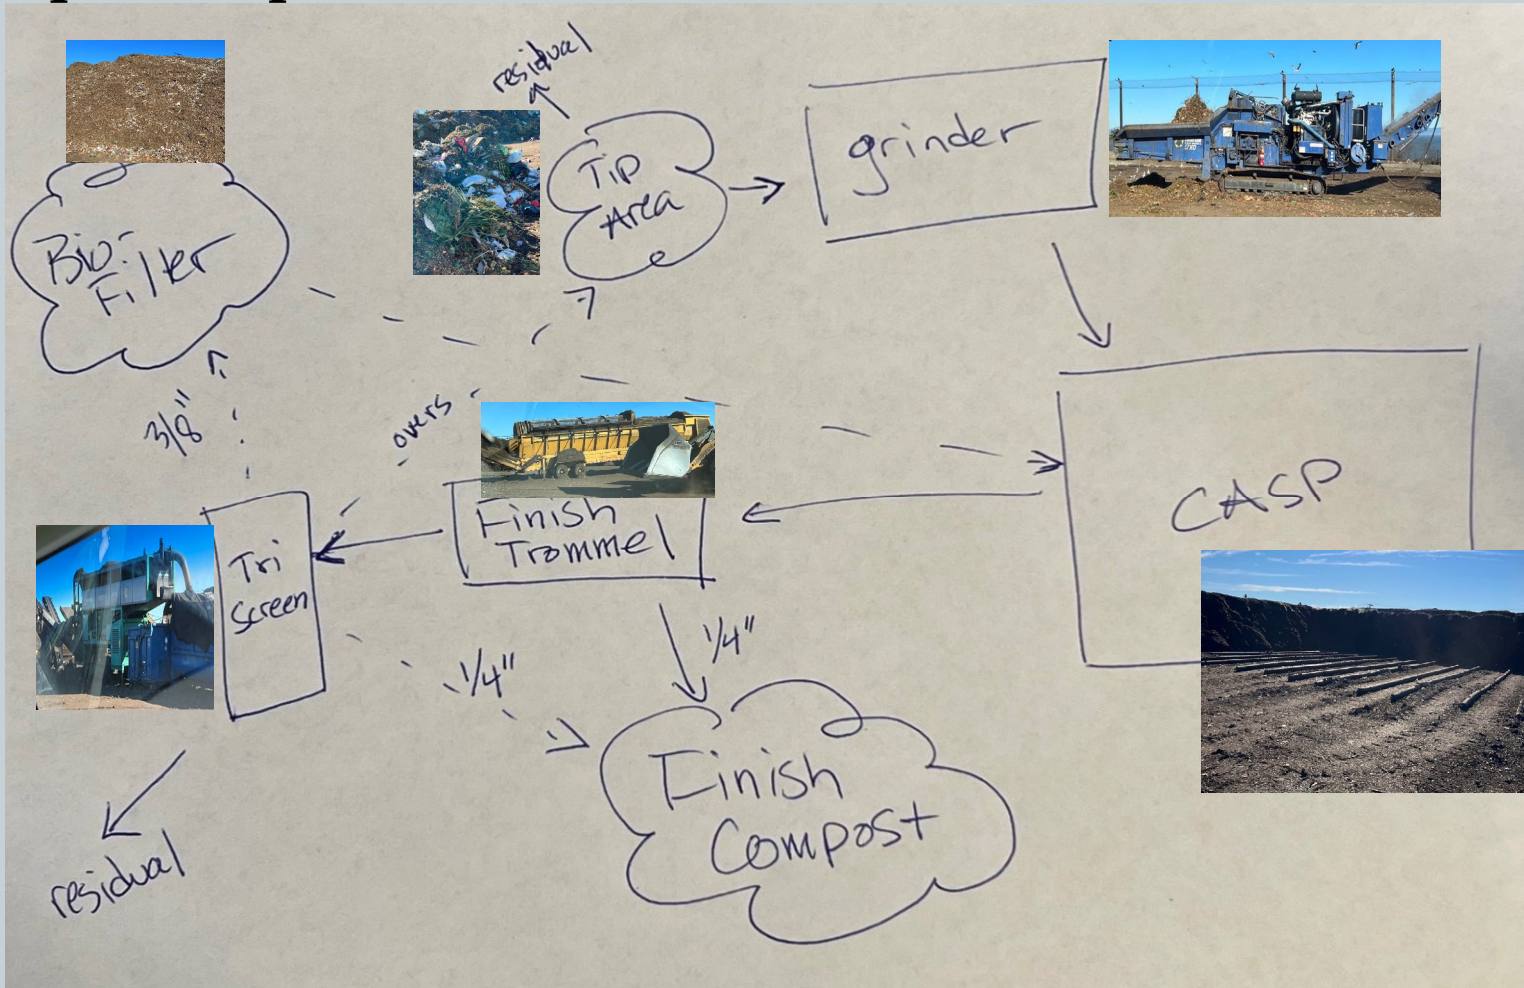 residual
Tip
Area
grinder
Bio-
Filter
3/8"
overs
CASP
Finish
Trommel
Tri
Screen
1/4"
1/4"
Finish
Compost
residual